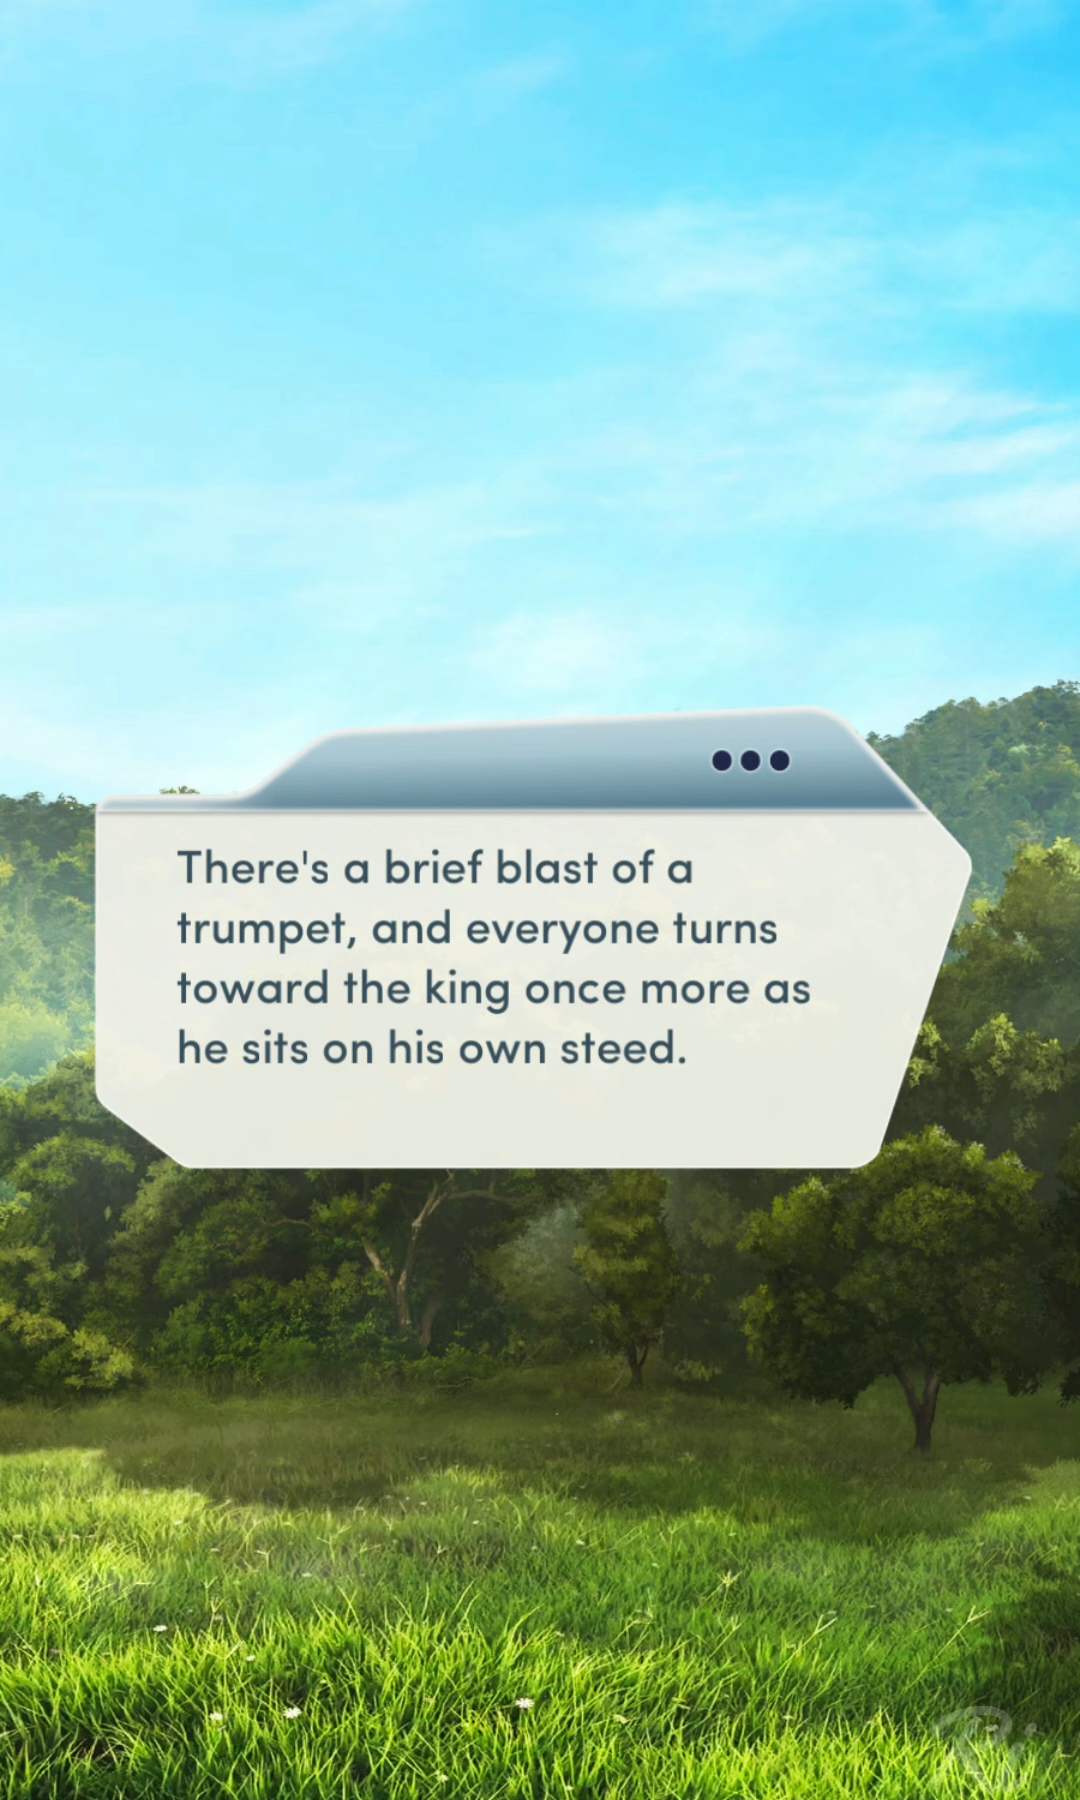 There's a brief blast of a
trumpet, and everyone turns
toward the king once more as
he sits on his own steed.